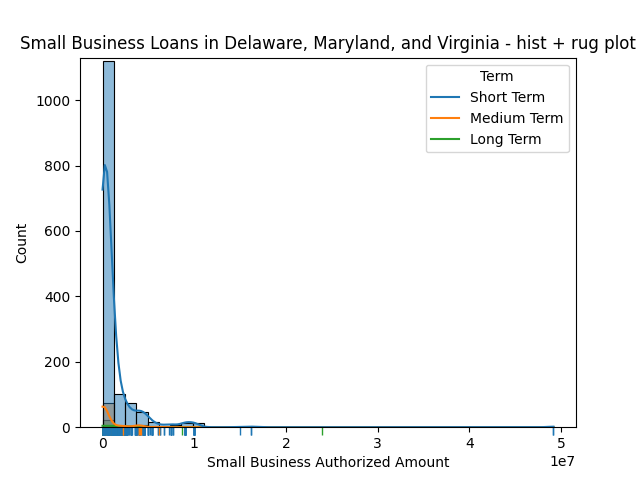 Small Business Loans in Delaware, Maryland, and Virginia - hist + rug plot
Term
Short Term
Medium Term
Long Term
Count
1000
800
600
400
200
0
0 1 2 3 4 5
1e7
Small Business Authorized Amount